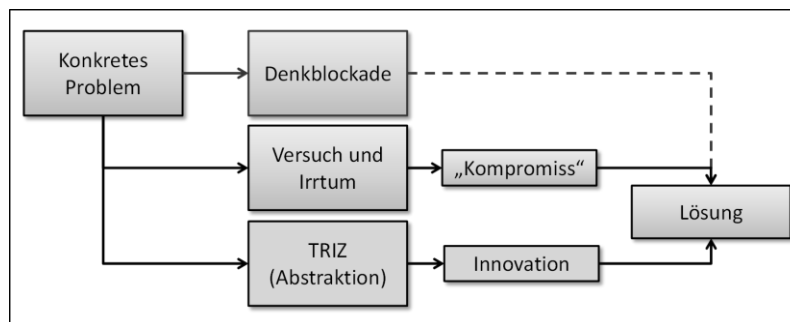 Konkretes
Problem
Denkblockade
Versuch und
Irrtum
„Kompromiss“
Lösung
TRIZ
(Abstraktion)
Innovation